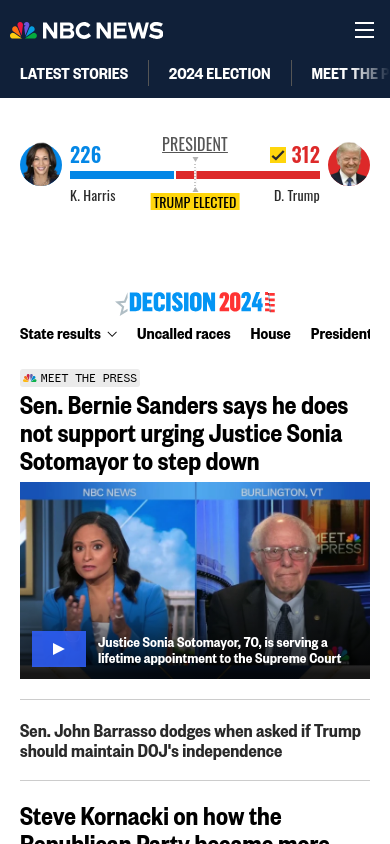 NBC NEWS
LATEST STORIES
2024 ELECTION
MEET THE P
PRESIDENT
226
312
K. Harris
D. Trump
TRUMP ELECTED
DECISION 2024
State results
Uncalled races
House
President
MEET THE PRESS
Sen. Bernie Sanders says he does
not support urging Justice Sonia
Sotomayor to step down
NBC NEWS
BURLINGTON, VT
MEET
PRESS
Justice Sonia Sotomayor, 70, is serving a
lifetime appointment to the Supreme Court
Sen. John Barrasso dodges when asked if Trump
should maintain DOJ's independence
Steve Kornacki on how the
Republican Party became more